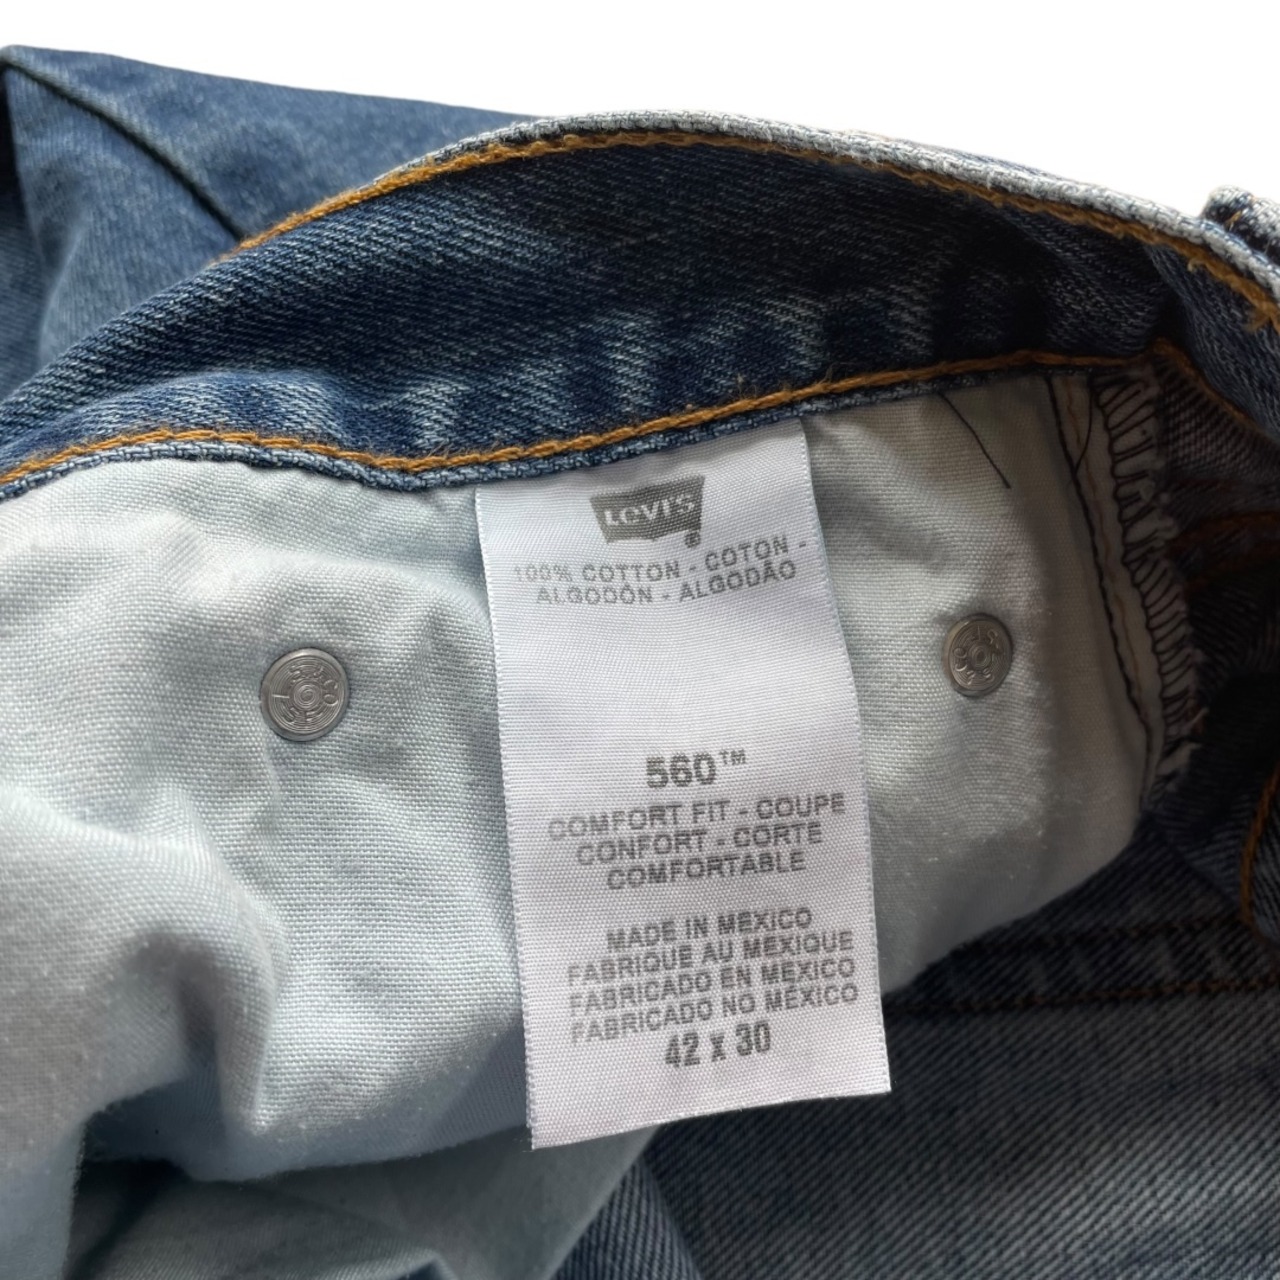 Levi's
100% COTTON - COTON -
ALGODÓN - ALGODÃO
560™
COMFORT FIT - COUPE
CONFORT - CORTE
COMFORTABLE
MADE IN MEXICO
FABRIQUE AU MEXIQUE
FABRICADO EN MÉXICO
FABRICADO NO MÉXICO
42 x 30